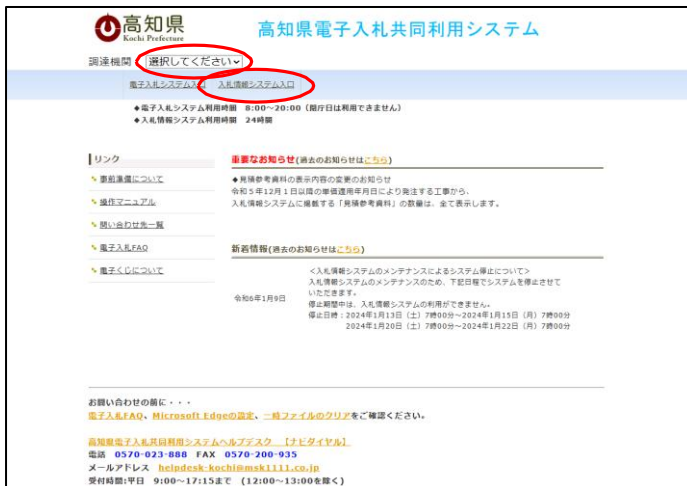 高知県
Kochi Prefecture
高知県電子入札共同利用システム
調達機関： 選択してください
電子入札システム入口 入札情報システム入口
◆電子入札システム利用時間 8:00～20:00（閉庁日は利用できません）
◆入札情報システム利用時間 24時間
リンク
事前準備について
操作マニュアル
問い合わせ先一覧
電子入札FAQ
電子くじについて
重要なお知らせ(過去のお知らせはこちら)
◆見積参考資料の表示内容の変更のお知らせ
令和５年12月１日以降の単価適用年月日により発注する工事から、
入札情報システムに掲載する「見積参考資料」の数量は、全て表示します。
新着情報(過去のお知らせはこちら)
令和6年1月9日
＜入札情報システムのメンテナンスによるシステム停止について＞
入札情報システムのメンテナンスのため、下記日程でシステムを停止させて
いただきます。
停止期間中は、入札情報システムの利用ができません。
停止日時：2024年1月13日（土）7時00分～2024年1月15日（月）7時00分
2024年1月20日（土）7時00分～2024年1月22日（月）7時00分
お問い合わせの前に・・・
電子入札FAQ、Microsoft Edgeの設定、一時ファイルのクリアをご確認ください。
高知県電子入札共同利用システムヘルプデスク 【ナビダイヤル】
電話 0570-023-888 FAX 0570-200-935
メールアドレス helpdesk-kochi@msk1111.co.jp
受付時間:平日 9:00～17:15まで (12:00～13:00を除く)